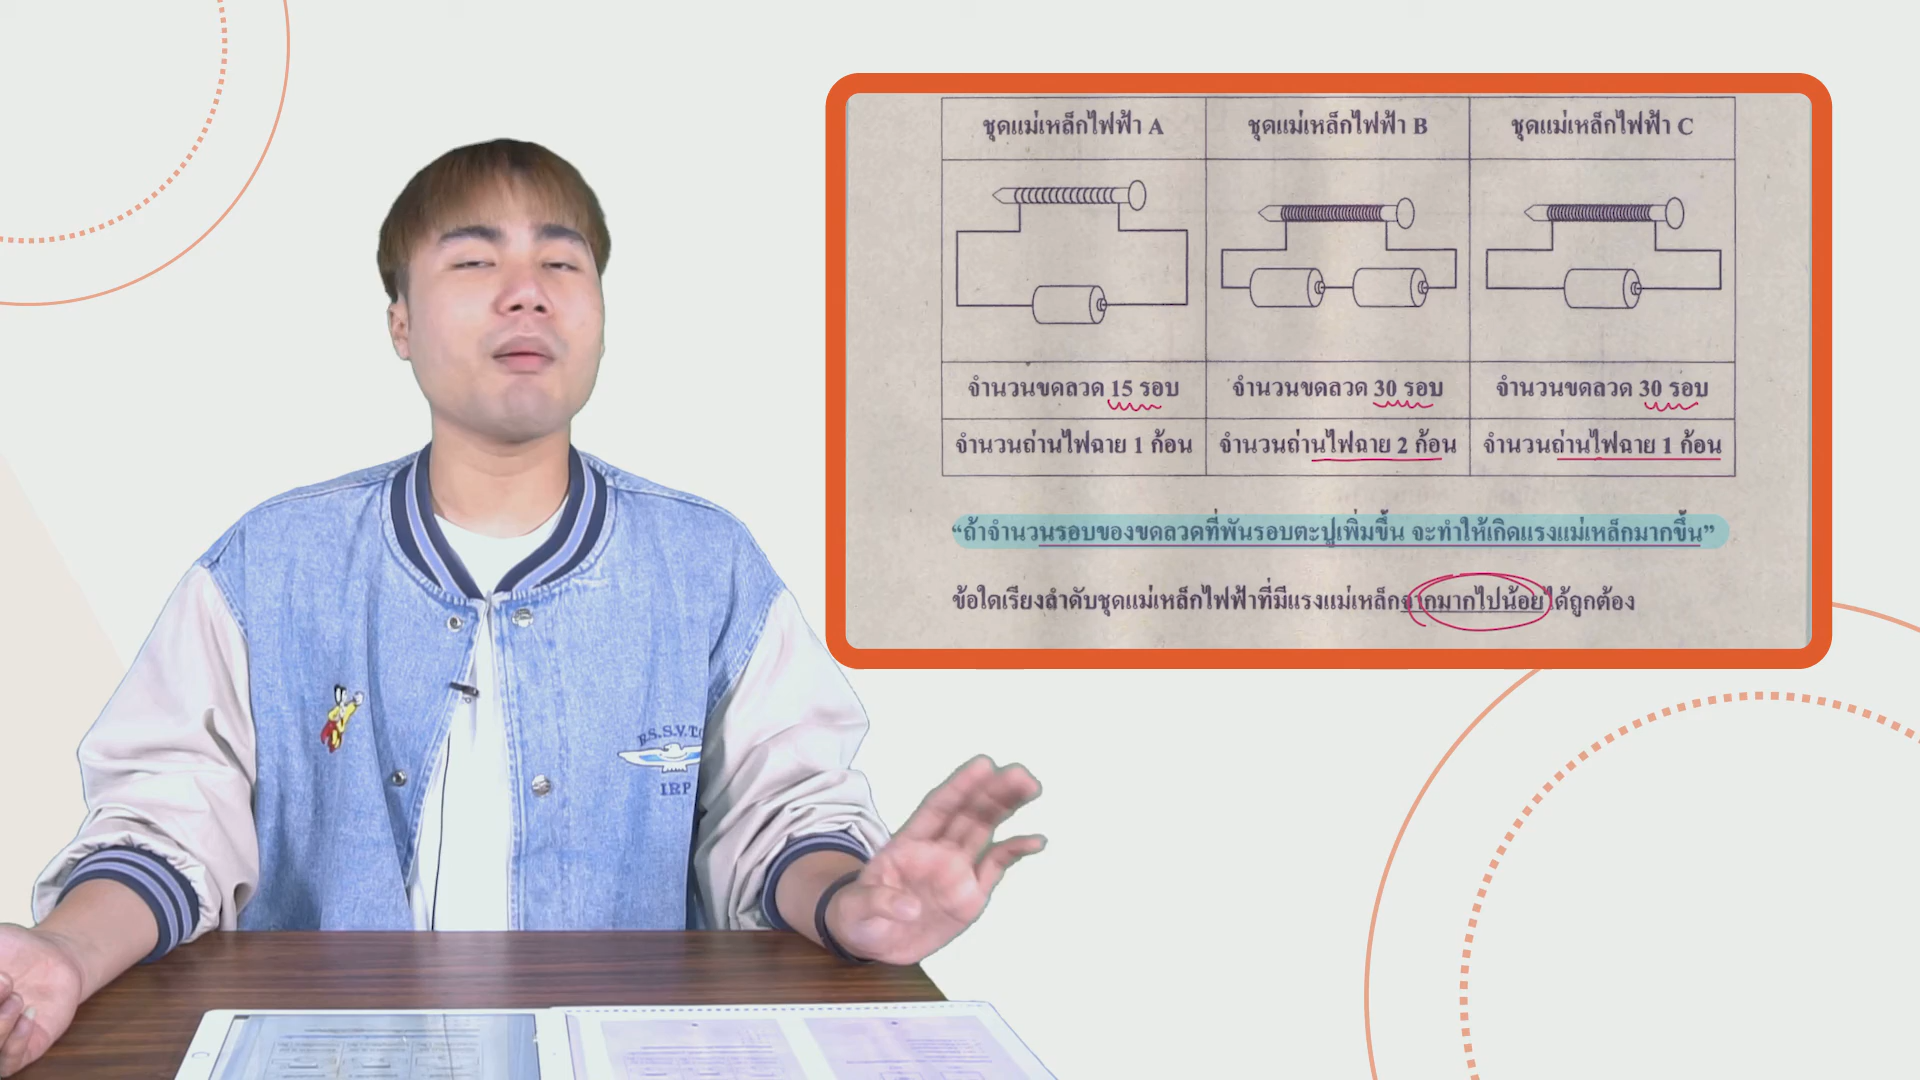 ชุดแม่เหล็กไฟฟ้า A
ชุดแม่เหล็กไฟฟ้า B
ชุดแม่เหล็กไฟฟ้า C
จำนวนขดลวด 15 รอบ
จำนวนขดลวด 30 รอบ
จำนวนขดลวด 30 รอบ
จำนวนถ่านไฟฉาย 1 ก้อน
จำนวนถ่านไฟฉาย 2 ก้อน
จำนวนถ่านไฟฉาย 1 ก้อน
“ถ้าจำนวนรอบของขดลวดที่พันรอบตะปูเพิ่มขึ้น จะทำให้เกิดแรงแม่เหล็กมากขึ้น”
ข้อใดเรียงลำดับชุดแม่เหล็กไฟฟ้าที่มีแรงแม่เหล็กจากมากไปน้อยได้ถูกต้อง
IRP